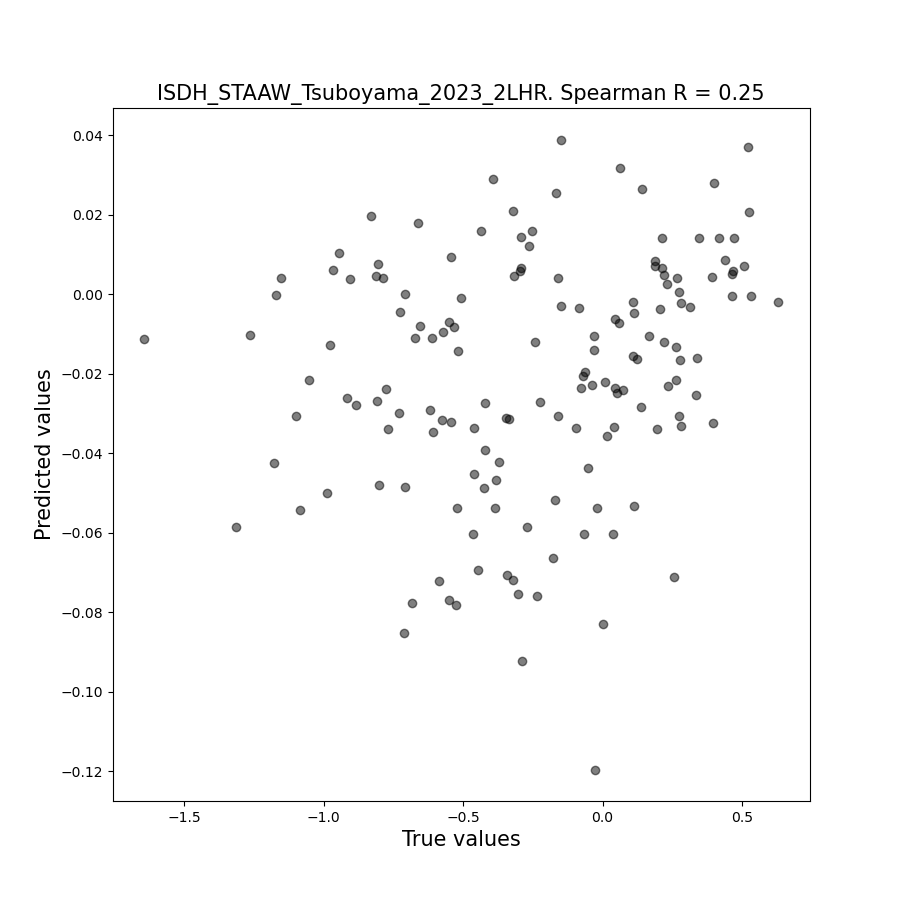 ISDH_STAAW_Tsuboyama_2023_2LHR. Spearman R = 0.25
0.04
0.02
0.00
−0.02
−0.04
−0.06
−0.08
−0.10
−0.12
Predicted values
−1.5 −1.0 −0.5 0.0 0.5
True values